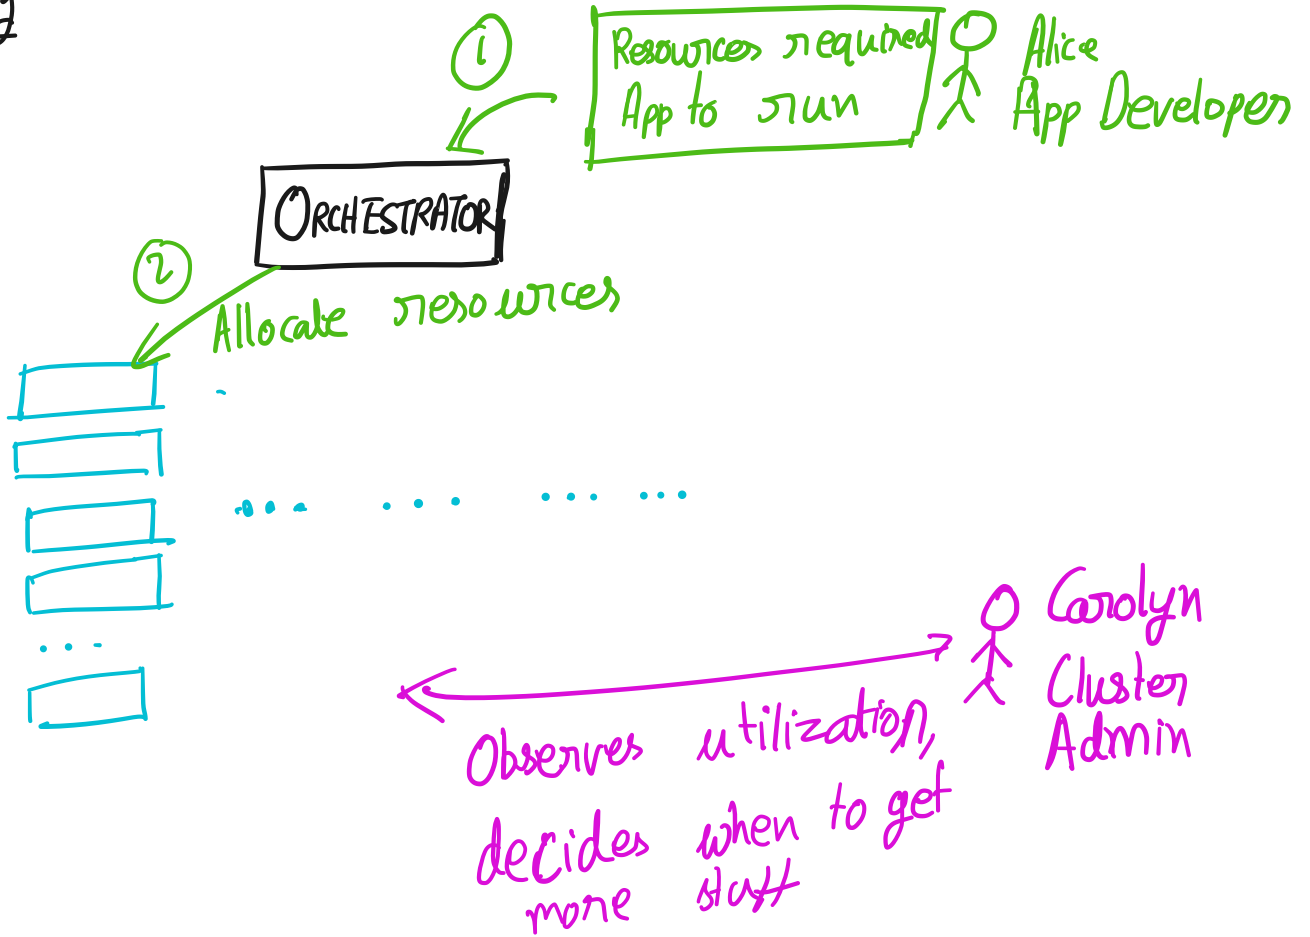 1
Resources required
App to run
Alice
App Developer
ORCHESTRATOR
2
Allocate resources
... ... ... ...
...
Carolyn
Cluster
Admin
Observes utilization,
decides when to get
more stuff